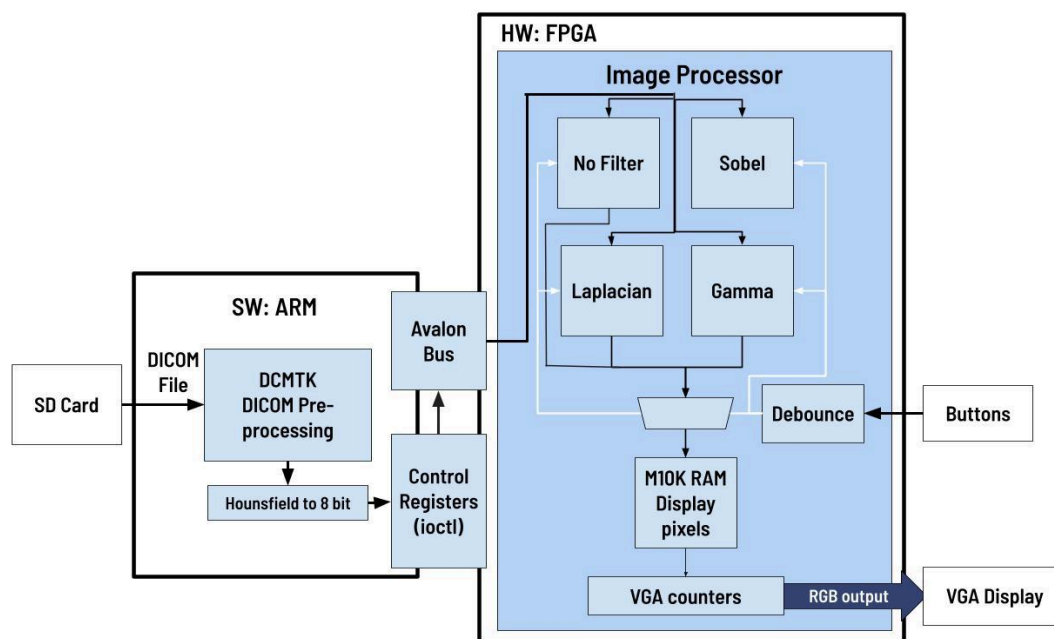 HW: FPGA
Image Processor
No Filter
Sobel
Laplacian
Gamma
SW: ARM
Avalon
Bus
DICOM
File
SD Card
DCMTK
DICOM Pre-
processing
Debounce
Buttons
Hounsfield to 8 bit
Control
Registers
(ioctl)
M10K RAM
Display
pixels
VGA counters
RGB output
VGA Display